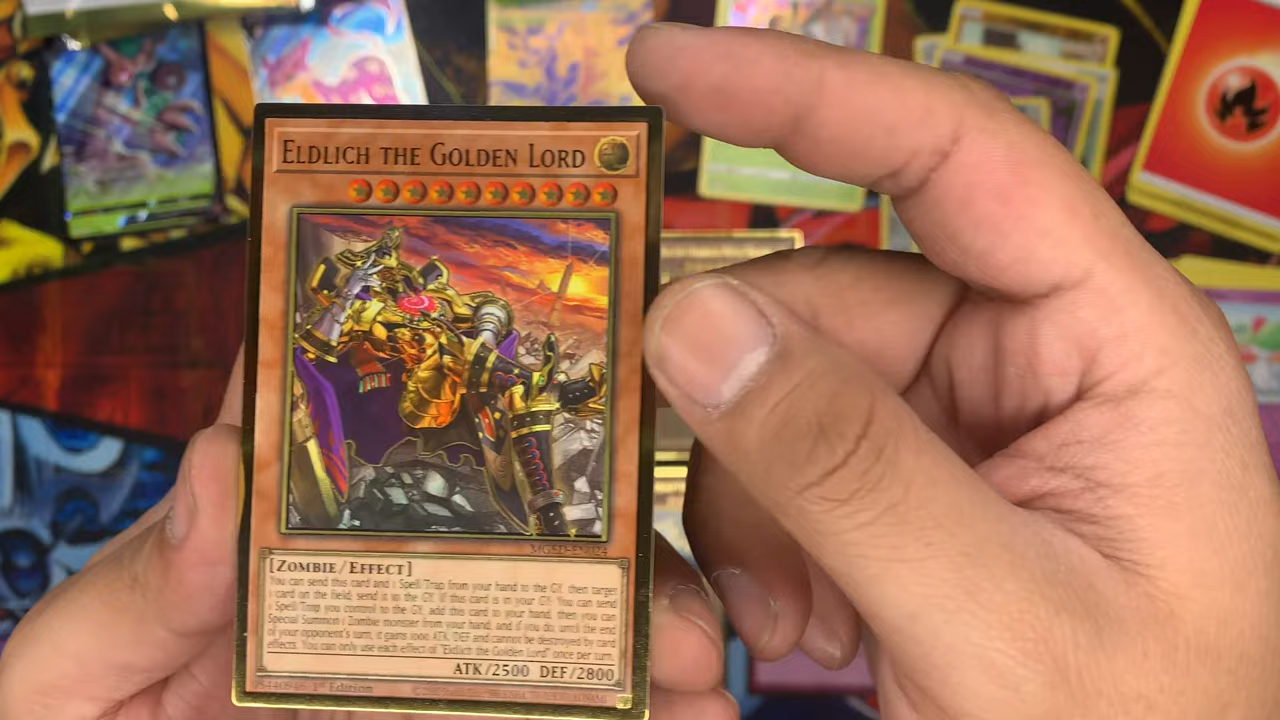 ELDLICH THE GOLDEN LORD
MGED-EN024
[ZOMBIE/EFFECT]
You can send this card and 1 Spell/Trap from your hand to the GY, then target
1 card on the field; send it to the GY. If this card is in your GY: You can send
1 Spell/Trap you control to the GY; add this card to your hand, then you can
Special Summon 1 Zombie monster from your hand, and if you do, until the end
of your opponent's turn, it gains 1000 ATK/DEF and cannot be destroyed by card
effects. You can only use each effect of "Eldlich the Golden Lord" once per turn.
ATK/2500 DEF/2800
1st Edition